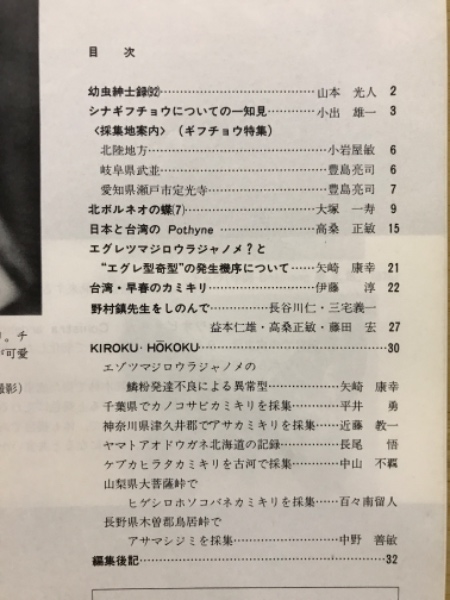 目次
幼虫紳士録(92)……山本 光人 2
シナギフチョウについての一知見……小出 雄一 3
〈採集地案内〉(ギフチョウ特集)
北陸地方……小岩屋敏 6
岐阜県武並……豊島亮司 6
愛知県瀬戸市定光寺……豊島亮司 7
北ボルネオの蝶(7)……大塚 一寿 9
日本と台湾の Pothyne……高桑 正敏 15
エグレツマジロウラジャノメ?と
“エグレ型奇型”の発生機序について……矢崎 康幸 21
台湾・早春のカミキリ……伊藤 淳 22
野村鎮先生をしのんで……長谷川仁・三宅義一
益本仁雄・高桑正敏・藤田 宏 27
KIROKU・HŌKOKU……30
エゾツマジロウラジャノメの
鱗粉発達不良による異常型……矢崎 康幸
千葉県でカノコサビカミキリを採集……平井 勇
神奈川県津久井郡でアサカミキリを採集……近藤 教一
ヤマトアオドウガネ北海道の記録……長尾 悟
ケブカヒラタカミキリを古河で採集……中山 不羈
山梨県大菩薩峠で
ヒゲシロホソコバネカミキリを採集……百々南留人
長野県木曽郡鳥居峠で
アサマシジミを採集……中野 善敏
編集後記……32
。チ
が可愛
影)